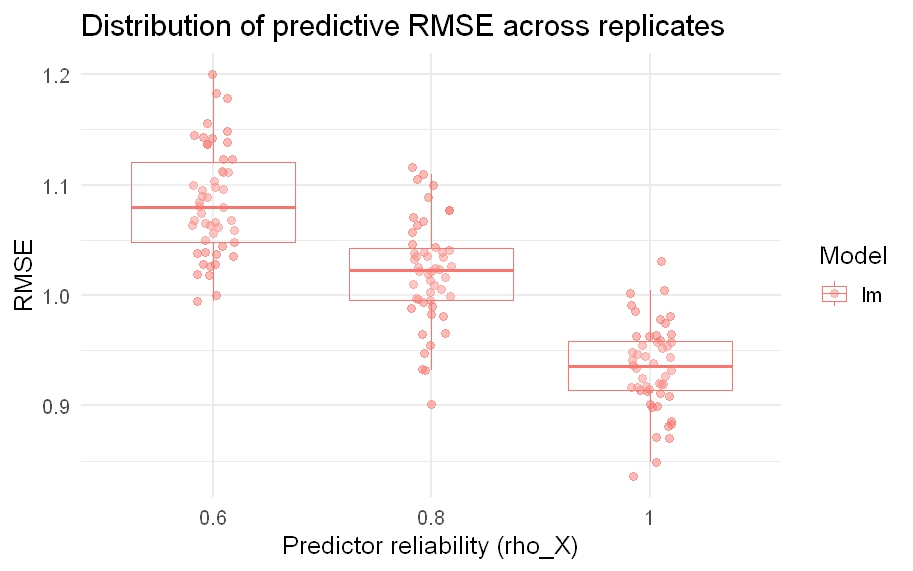 Distribution of predictive RMSE across replicates
1.2
1.1
1.0
0.9
RMSE
0.6
0.8
1
Predictor reliability (rho_X)
Model
lm